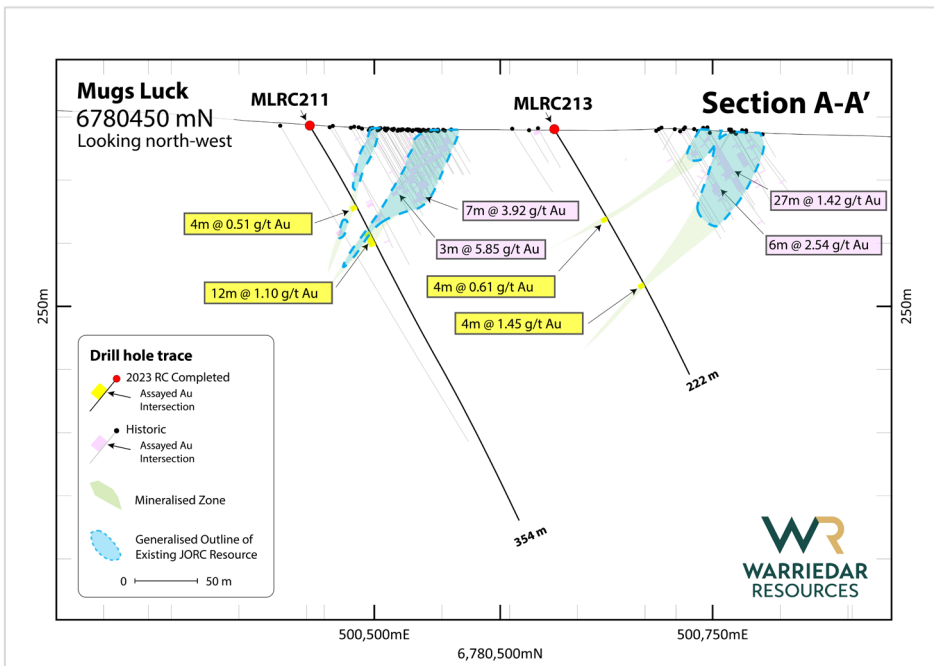 Mugs Luck
6780450 mN
Looking north-west
MLRC211
MLRC213
Section A-A’
4m @ 0.51 g/t Au
12m @ 1.10 g/t Au
7m @ 3.92 g/t Au
3m @ 5.85 g/t Au
4m @ 0.61 g/t Au
4m @ 1.45 g/t Au
27m @ 1.42 g/t Au
6m @ 2.54 g/t Au
250m
250m
222 m
354 m
Drill hole trace
2023 RC Completed
Assayed Au
Intersection
Historic
Assayed Au
Intersection
Mineralised Zone
Generalised Outline of
Existing JORC Resource
0 50 m
WR
WARRIEDAR
RESOURCES
500,500mE
500,750mE
6,780,500mN